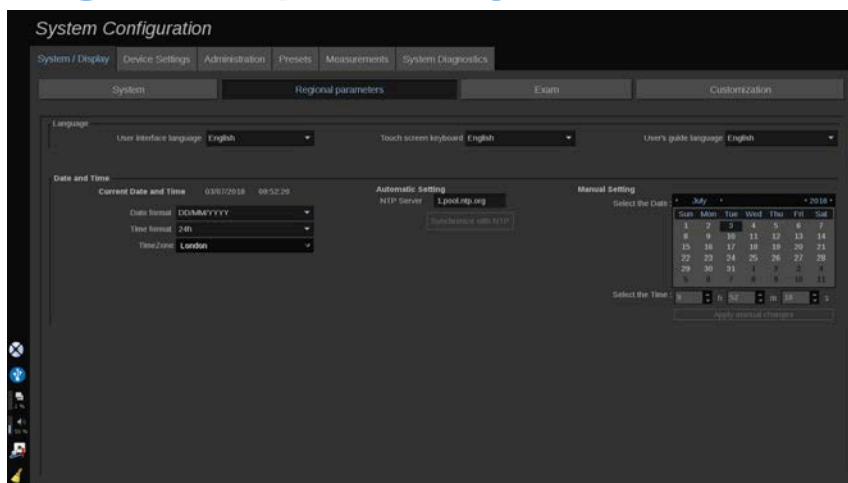 System Configuration
System / Display Device Settings Administration Presets Measurements System Diagnostics
System Regional parameters Exam Customization
Language
User interface language English Touch screen keyboard English User's guide language English
Date and Time
Current Date and Time 03/07/2018 08:52:20 Automatic Setting Manual Setting
Date format DD/MM/YYYY NTP Server 1.pool.ntp.org Select the Date : July 2018
Time format 24h Synchronize with NTP Sun Mon Tue Wed Thu Fri Sat
TimeZone London 1 2 3 4 5 6 7
8 9 10 11 12 13 14
15 16 17 18 19 20 21
22 23 24 25 26 27 28
29 30 31 1 2 3 4
5 6 7 8 9 10 11
Select the Time : 8 h 52 m 18 s
Apply manual changes